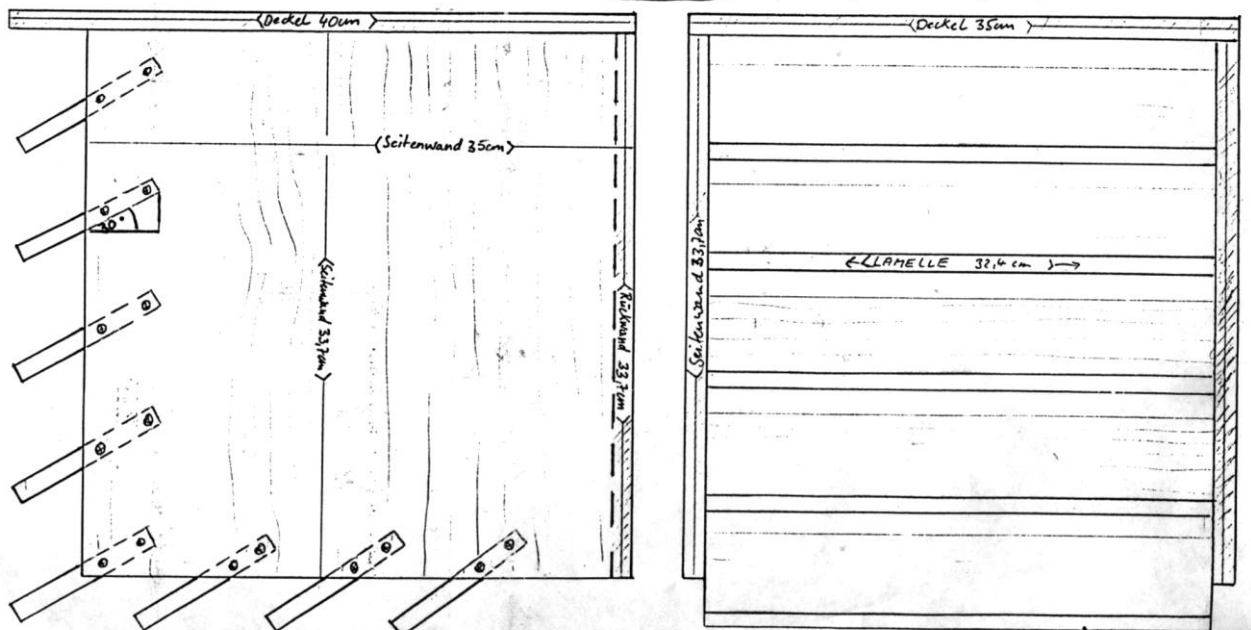 <Deckel 40cm>
<Seitenwand 35cm>
30°
<Seitenwand 33,7cm>
<Rückwand 33,7cm>
<Deckel 35cm>
<Seitenwand 33,7cm>
<LAMELLE 32,4 cm>